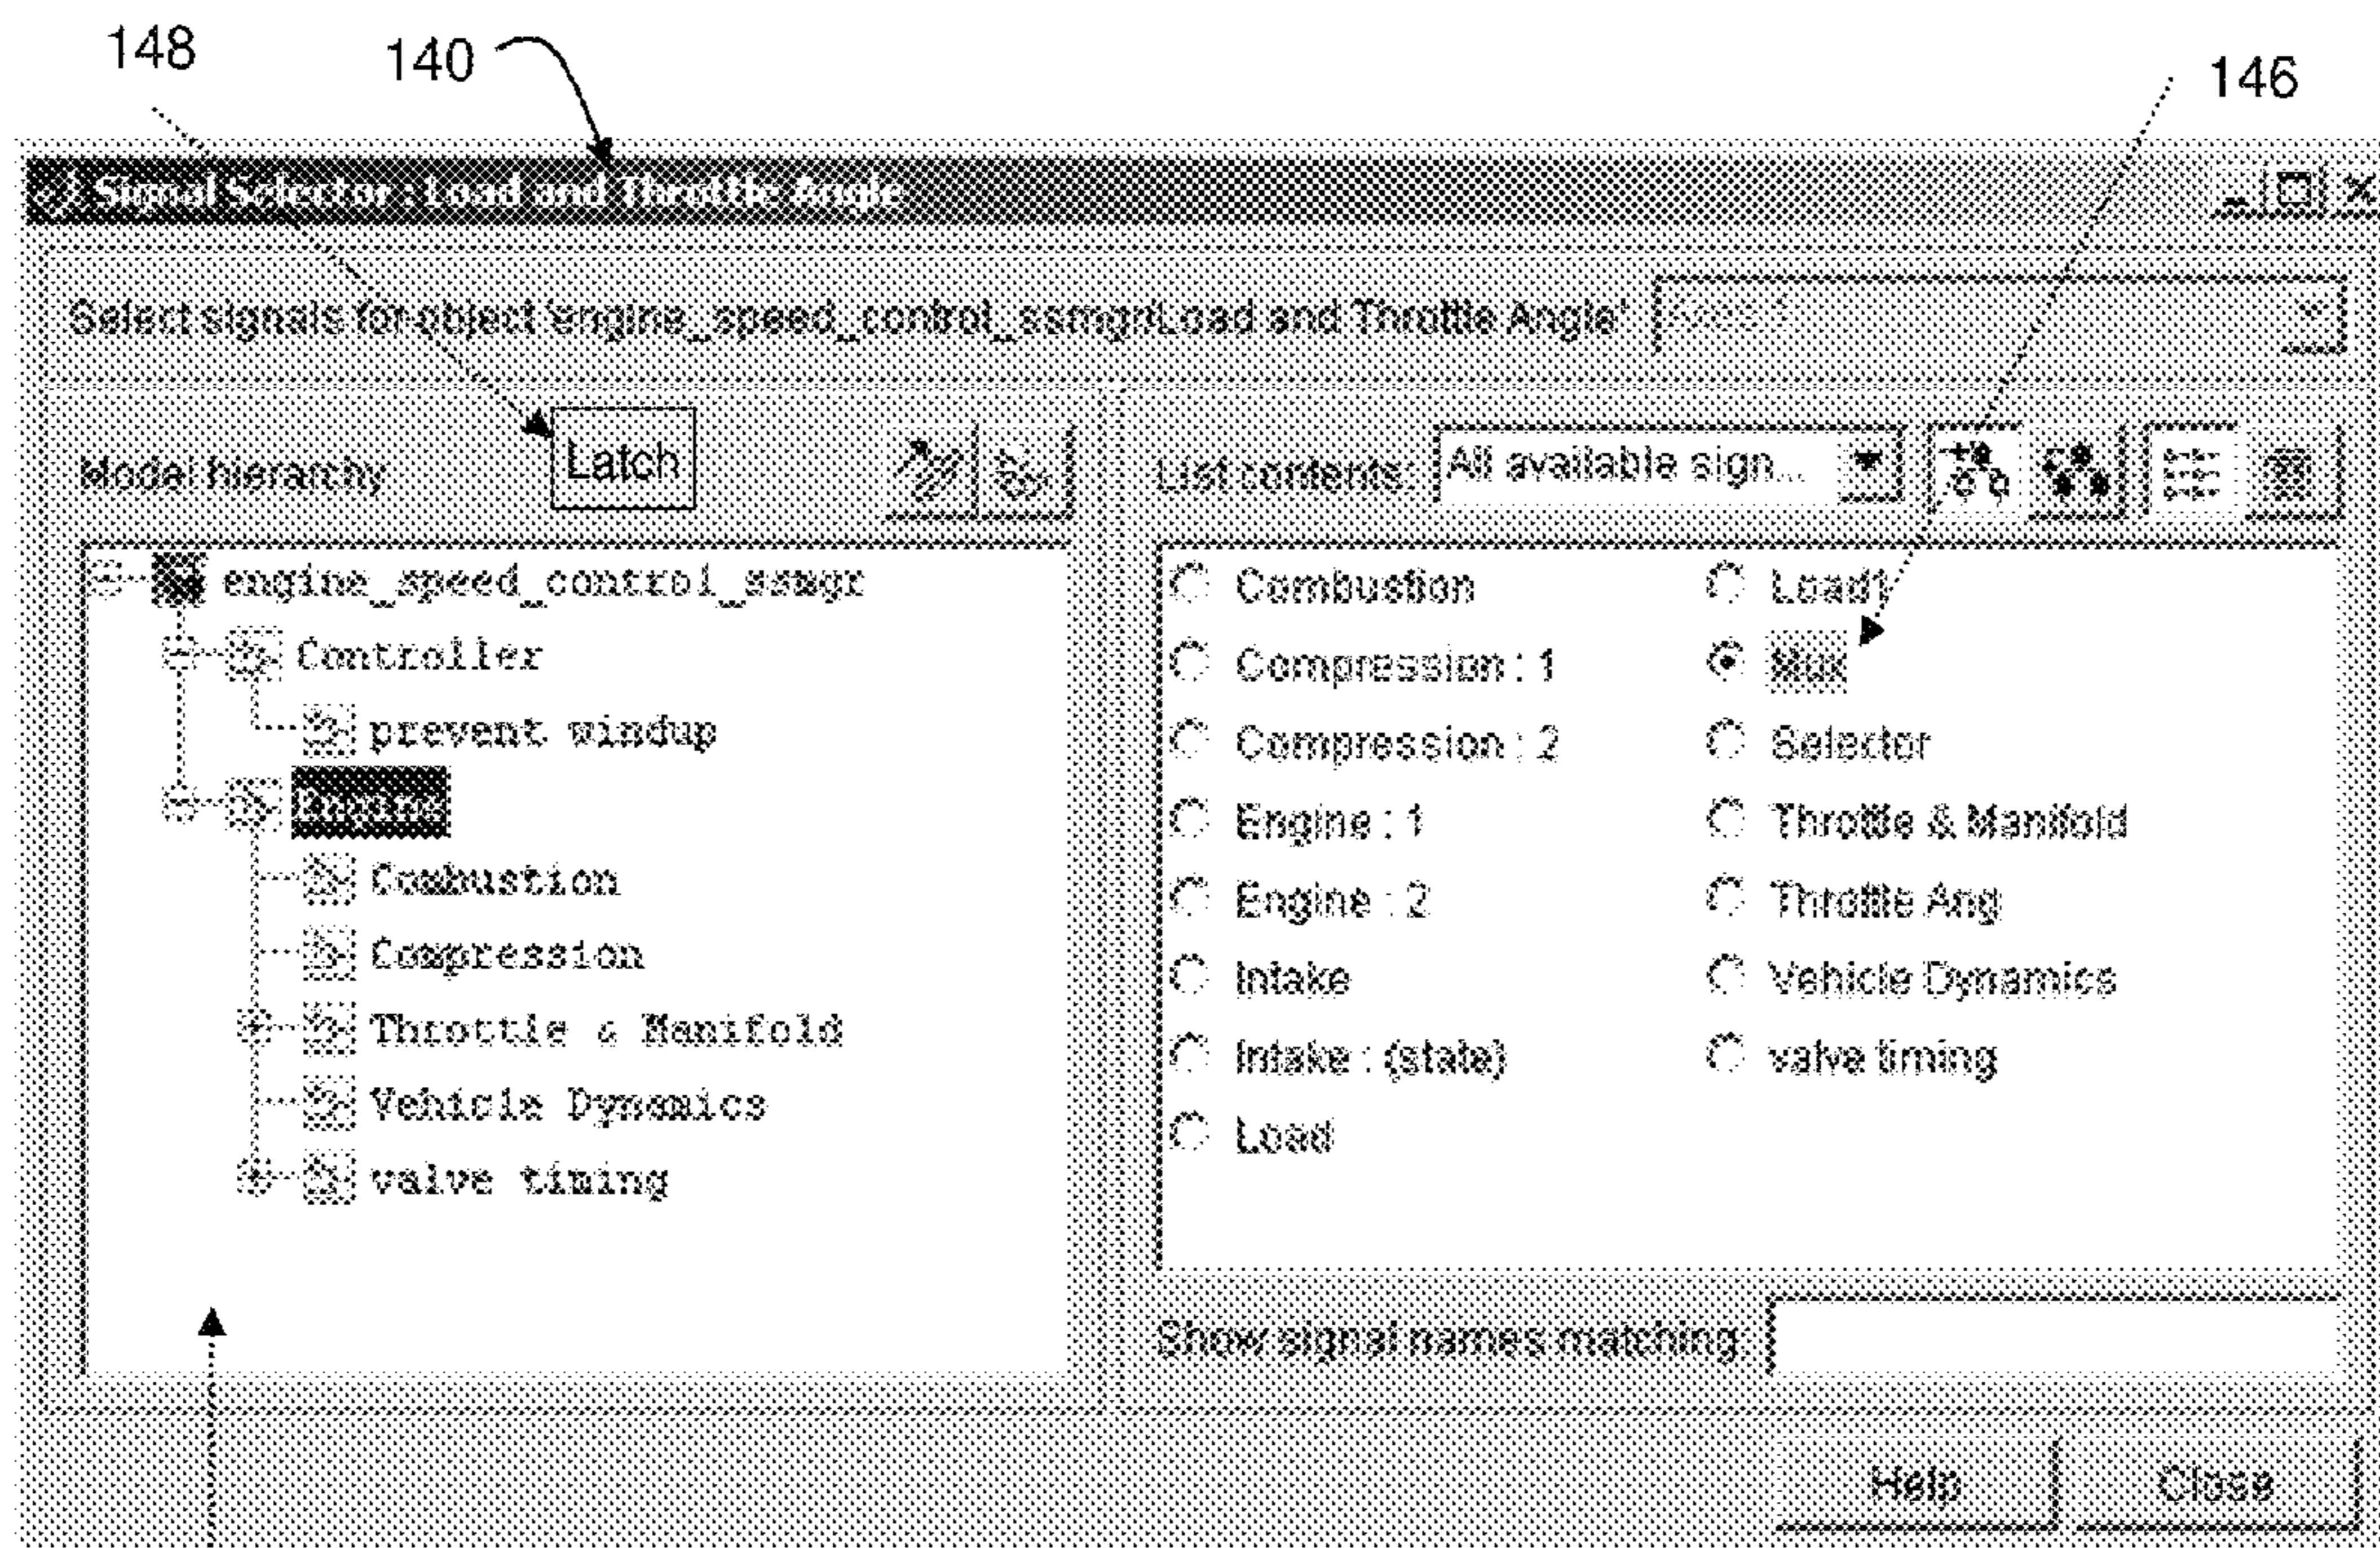 148
140
146
Signal Selector : Load and Throttle Angle
Select signals for object 'engine_speed_control_ssmgr/Load and Throttle Angle'
Model hierarchy
Latch
List contents:
All available sign...
engine_speed_control_ssmgr
Controller
prevent windup
Engine
Combustion
Compression
Throttle & Manifold
Vehicle Dynamics
valve timing
Combustion
Compression : 1
Compression : 2
Engine : 1
Engine : 2
Intake
Intake : (state)
Load
Load1
Mux
Selector
Throttle & Manifold
Throttle Ang
Vehicle Dynamics
valve timing
Show signal names matching:
Help
Close